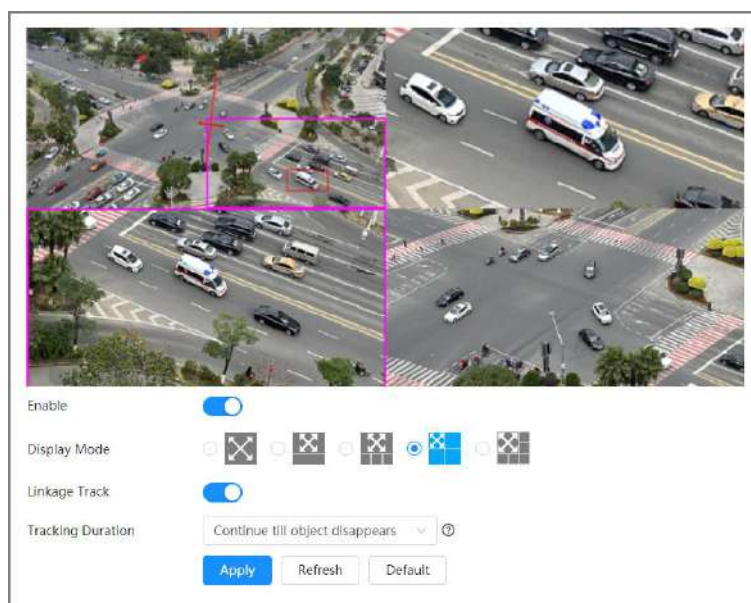 Enable
Display Mode
Linkage Track
Tracking Duration Continue till object disappears
Apply Refresh Default